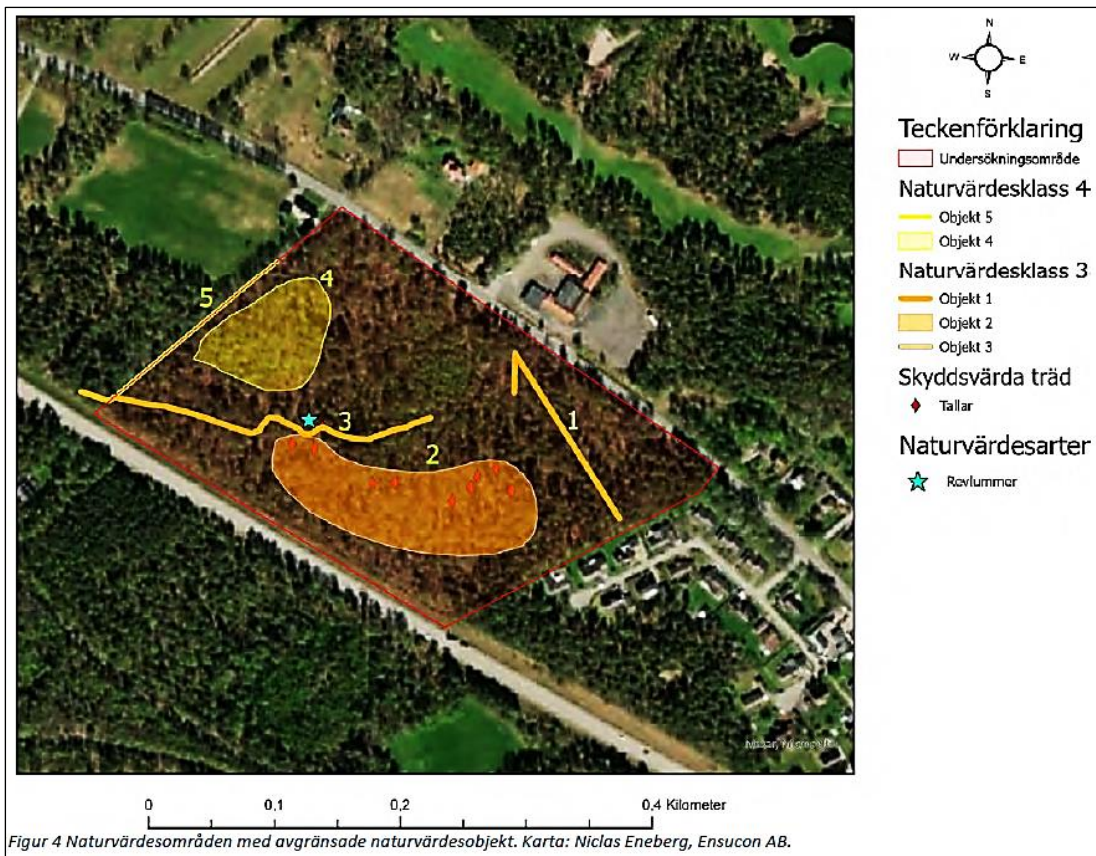 N
W E
S
Teckenförklaring
Undersökningsområde
Naturvärdesklass 4
Objekt 5
Objekt 4
Naturvärdesklass 3
Objekt 1
Objekt 2
Objekt 3
Skyddsvärda träd
Tallar
Naturvärdesarter
Revlummer
4
5
3
1
2
0 0,1 0,2 0,4 Kilometer
Figur 4 Naturvärdesområden med avgränsade naturvärdesobjekt. Karta: Niclas Eneberg, Ensucon AB.